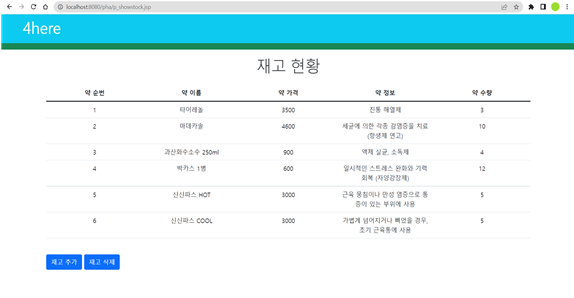 localhost:8080/pha/p_showstock.jsp
4here
재고 현황
약 순번 약 이름 약 가격 약 정보 약 수량
1 타이레놀 3500 진통 해열제 3
2 마데카솔 4600 세균에 의한 각종 감염증을 치료 10
(항생제 연고)
3 과산화수소수 250ml 900 액체 살균, 소독제 4
4 박카스 1병 600 일시적인 스트레스 완화와 기력 12
회복 (자양강장제)
5 신신파스 HOT 3000 근육 뭉침이나 만성 염증으로 통 5
증이 있는 부위에 사용
6 신신파스 COOL 3000 가볍게 넘어지거나 삐었을 경우, 5
초기 근육통에 사용
재고 추가 재고 삭제